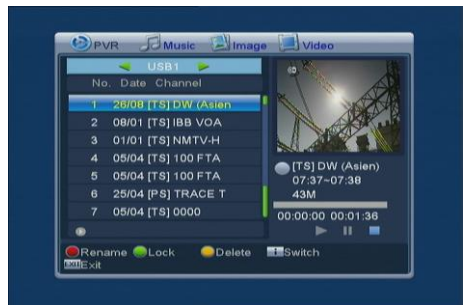 PVR Music Image Video
USB1
No. Date Channel
1 26/08 [TS] DW (Asien
2 08/01 [TS] IBB VOA
3 01/01 [TS] NMTV-H
4 05/04 [TS] 100 FTA
5 05/04 [TS] 100 FTA
6 25/04 [PS] TRACE T
7 05/04 [TS] 0000
[TS] DW (Asien)
07:37~07:38
43M
00:00:00 00:01:36
Rename Lock Delete Switch
EXIT Exit